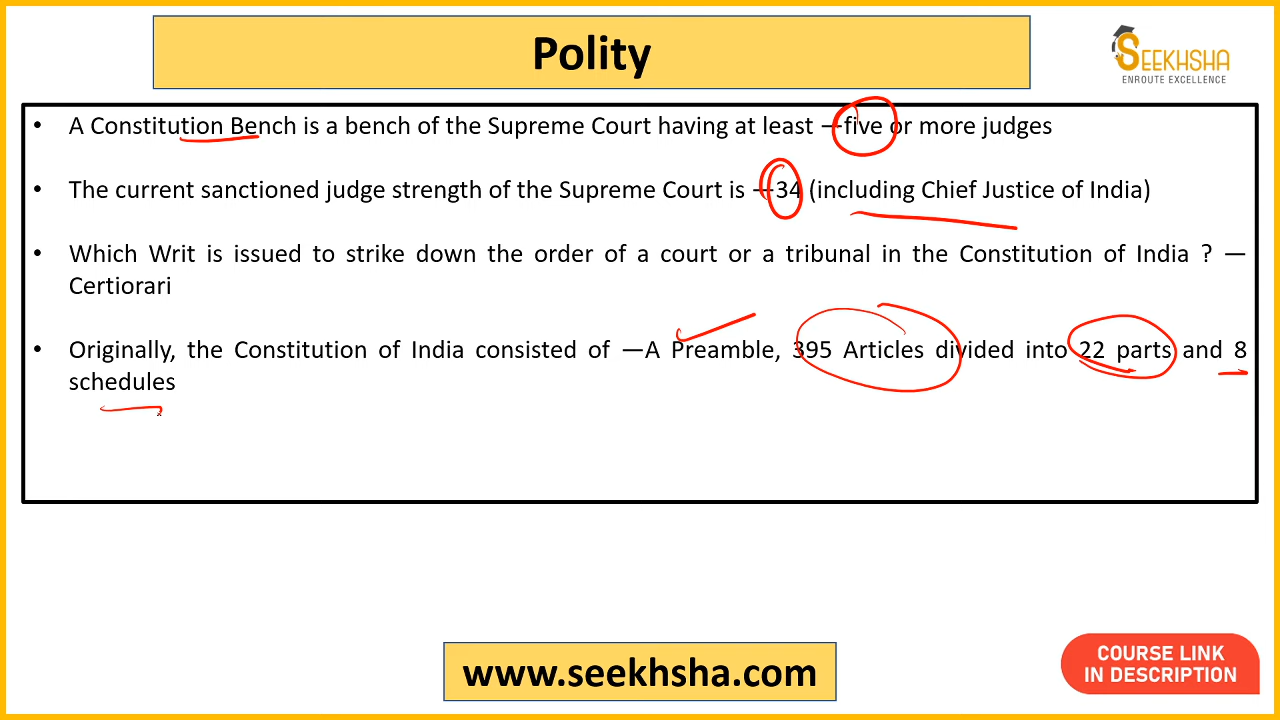 Polity
SEEKHSHA
ENROUTE EXCELLENCE
• A Constitution Bench is a bench of the Supreme Court having at least —five or more judges
• The current sanctioned judge strength of the Supreme Court is —34 (including Chief Justice of India)
• Which Writ is issued to strike down the order of a court or a tribunal in the Constitution of India ? —
Certiorari
• Originally, the Constitution of India consisted of —A Preamble, 395 Articles divided into 22 parts and 8
schedules
www.seekhsha.com
COURSE LINK
IN DESCRIPTION